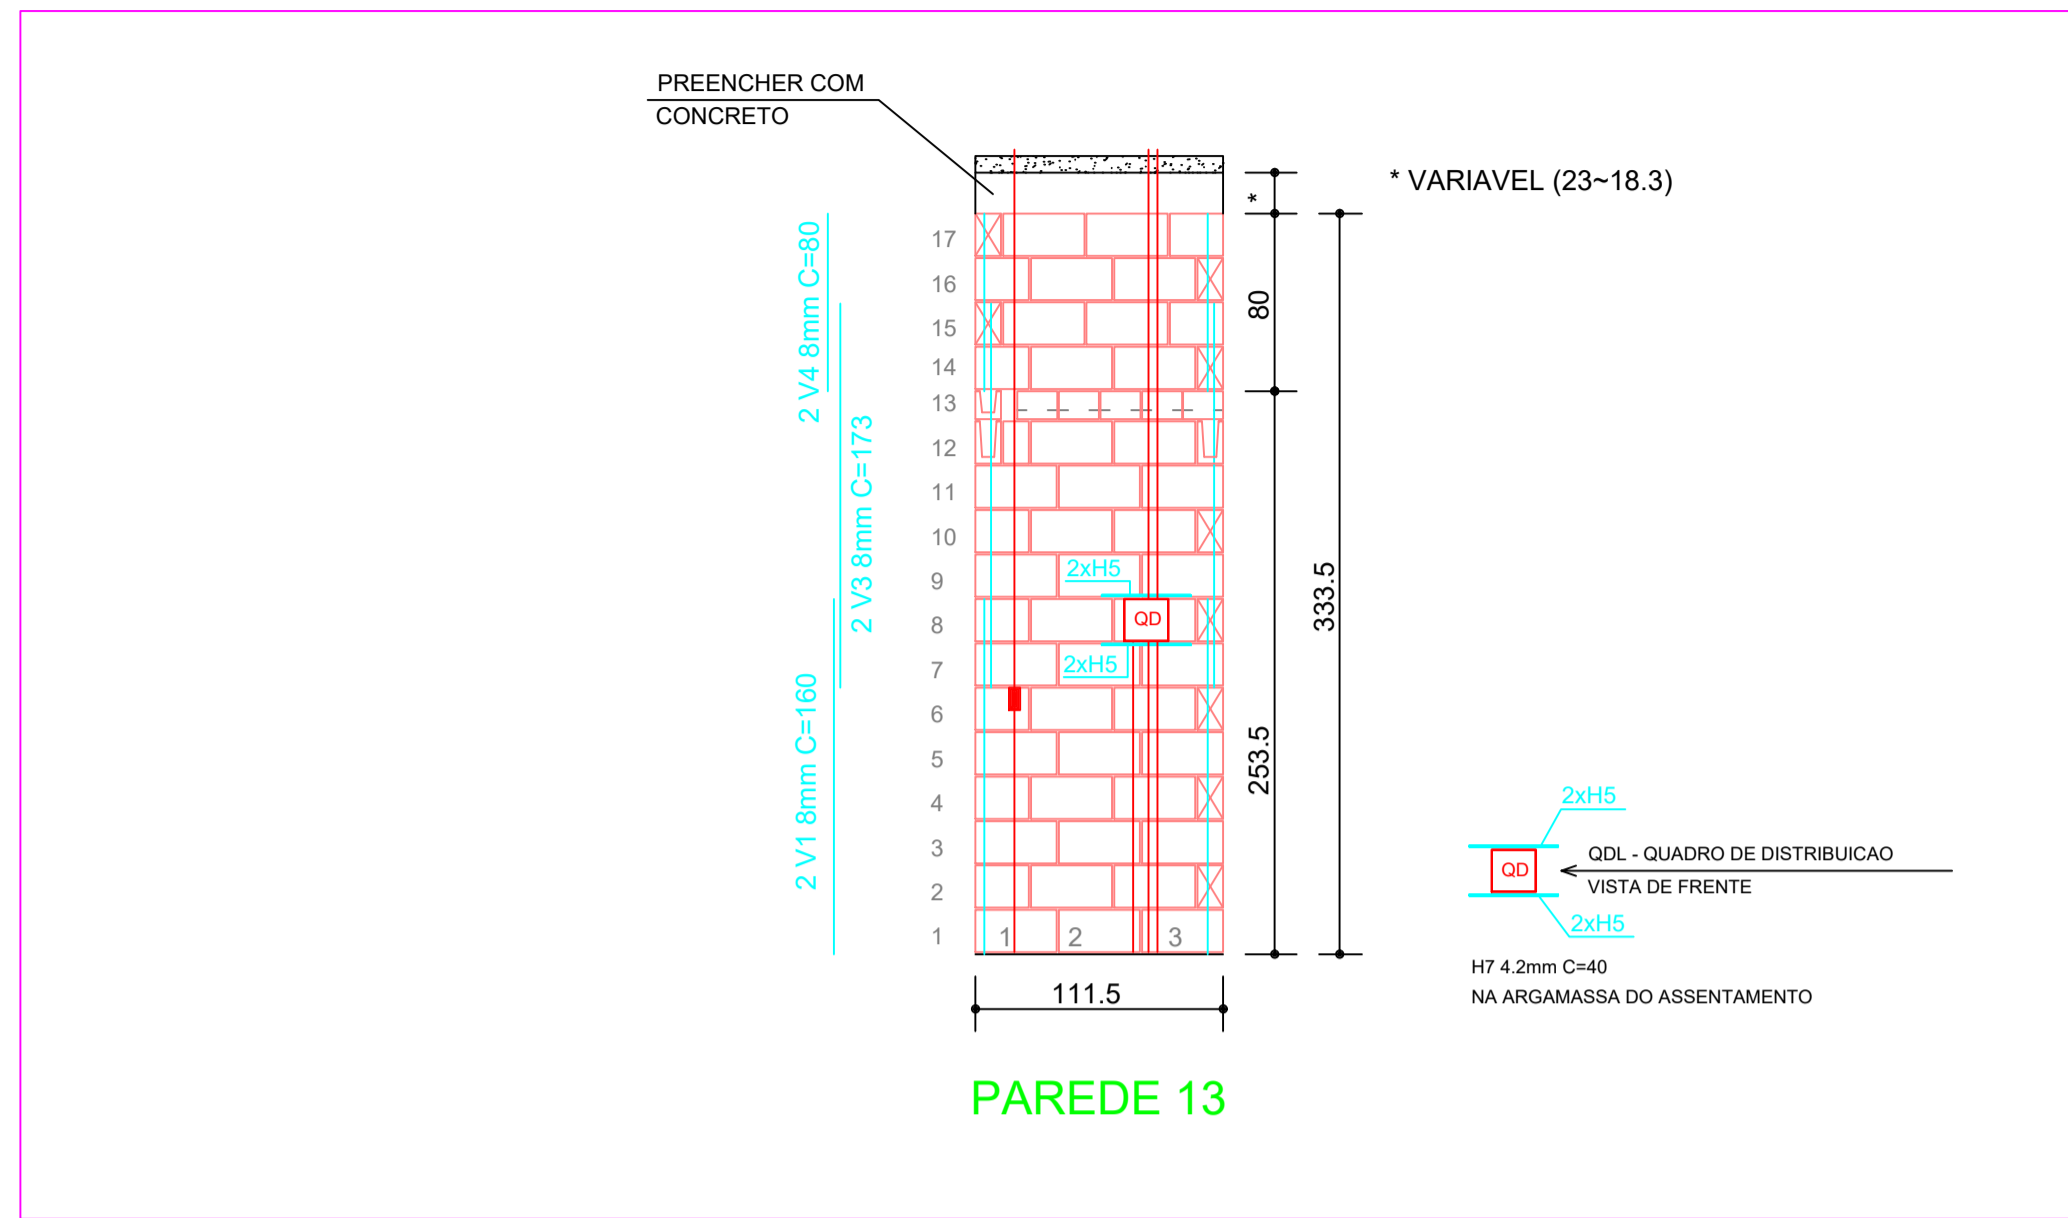 PREENCHER COM
CONCRETO
* VARIAVEL (23~18.3)
*
17
16
15
14
13
12
11
10
9
8
7
6
5
4
3
2
1
2 V4 8mm C=80
2 V3 8mm C=173
2 V1 8mm C=160
2xH5
QD
2xH5
1 2 3
80
253.5
333.5
111.5
2xH5
QD
QDL - QUADRO DE DISTRIBUICAO
VISTA DE FRENTE
2xH5
H7 4.2mm C=40
NA ARGAMASSA DO ASSENTAMENTO
PAREDE 13